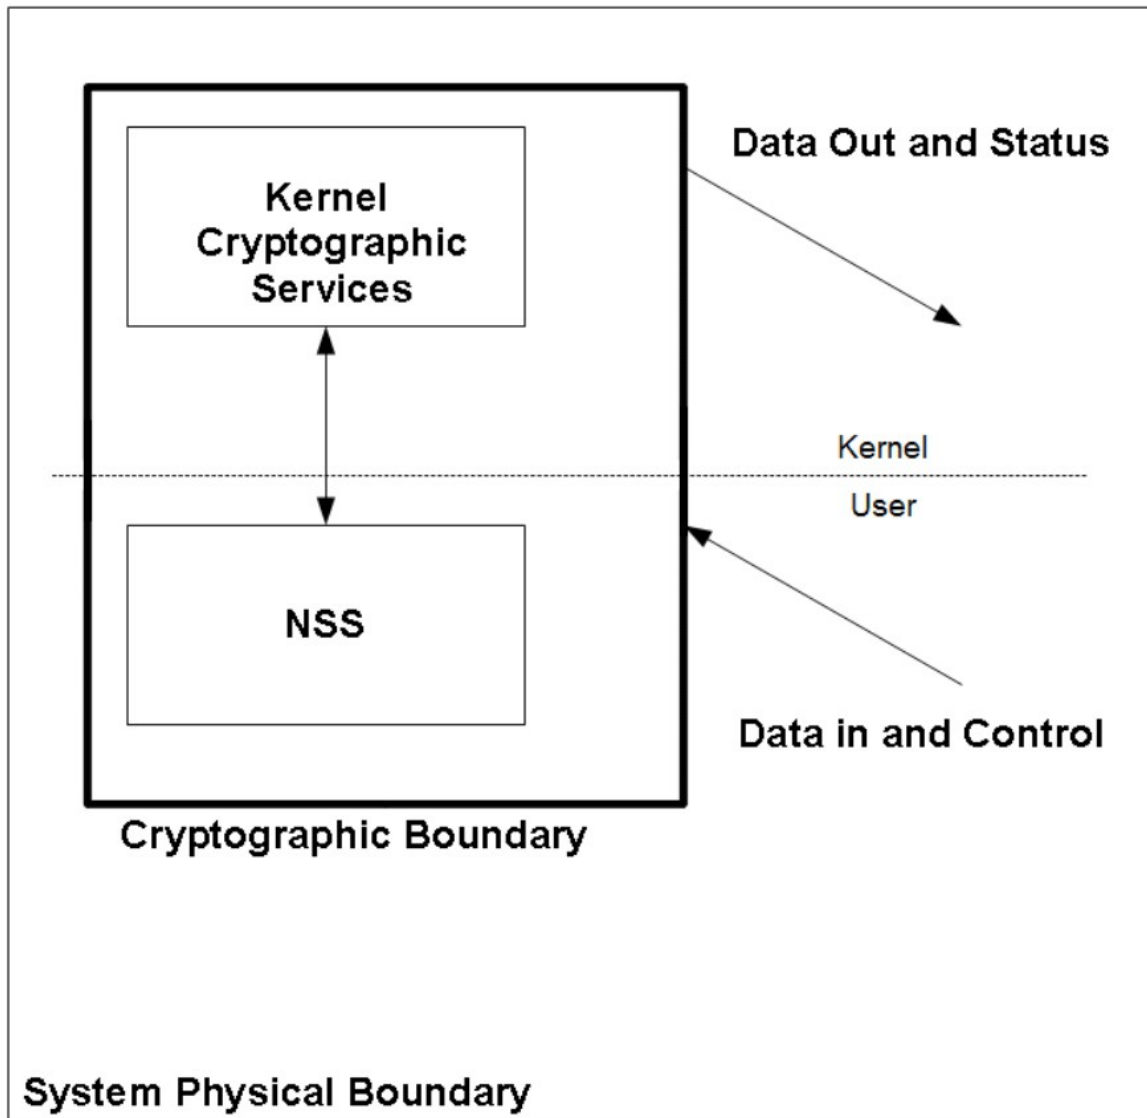 Data Out and Status
Kernel
Cryptographic
Services
Kernel
User
NSS
Data in and Control
Cryptographic Boundary
System Physical Boundary